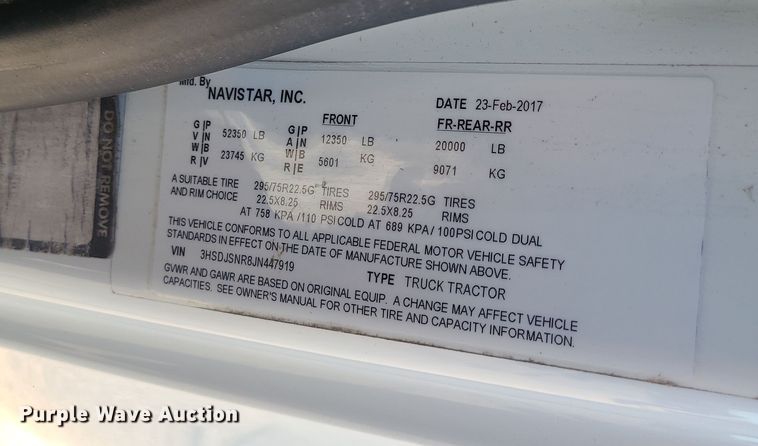 Mfd. By
NAVISTAR, INC.
DATE 23-Feb-2017
FRONT
FR-REAR-RR
G|P
V|N 52350 LB
W|B 23745 KG
R|V
G|P
A|N 12350 LB
W|B 5601 KG
R|E
20000 LB
9071 KG
A SUITABLE TIRE 295/75R22.5G TIRES 295/75R22.5G TIRES
AND RIM CHOICE 22.5X8.25 RIMS 22.5X8.25 RIMS
AT 758 KPA /110 PSI COLD AT 689 KPA/ 100PSI COLD DUAL
THIS VEHICLE CONFORMS TO ALL APPLICABLE FEDERAL MOTOR VEHICLE SAFETY
STANDARDS IN EFFECT ON THE DATE OF MANUFACTURE SHOWN ABOVE.
VIN 3HSDJSNR8JN447919 TYPE TRUCK TRACTOR
GVWR AND GAWR ARE BASED ON ORIGINAL EQUIP. A CHANGE MAY AFFECT VEHICLE
CAPACITIES. SEE OWNER'S MANUAL FOR OTHER TIRE AND CAPACITY INFORMATION.
DO NOT REMOVE
Purple Wave Auction